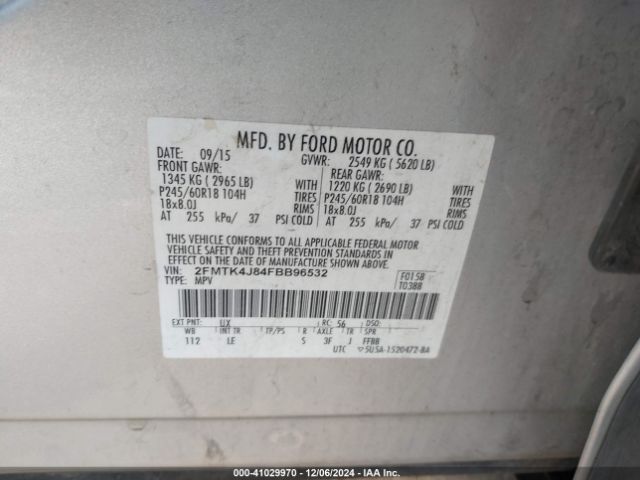 MFD. BY FORD MOTOR CO.
DATE: 09/15 GVWR: 2549 KG ( 5620 LB)
FRONT GAWR: REAR GAWR:
1345 KG ( 2965 LB) 1220 KG ( 2690 LB)
P245/60R18 104H TIRES P245/60R18 104H TIRES
18x8.0J RIMS 18x8.0J RIMS
AT 255 kPa/ 37 PSI COLD AT 255 kPa/ 37 PSI COLD
THIS VEHICLE CONFORMS TO ALL APPLICABLE FEDERAL MOTOR
VEHICLE SAFETY AND THEFT PREVENTION STANDARDS IN
EFFECT ON THE DATE OF MANUFACTURE SHOWN ABOVE.
VIN: 2FMTK4J84FBB96532 F0158
TYPE: MPV T0388
EXT PNT: UX RC: 56 DSO:
WB INT TR TP/PS R AXLE TR SPR
112 LE S 3F J FFBB
UTC 5U5A-1520472-BA
000-41029970 - 12/06/2024 - IAA Inc.